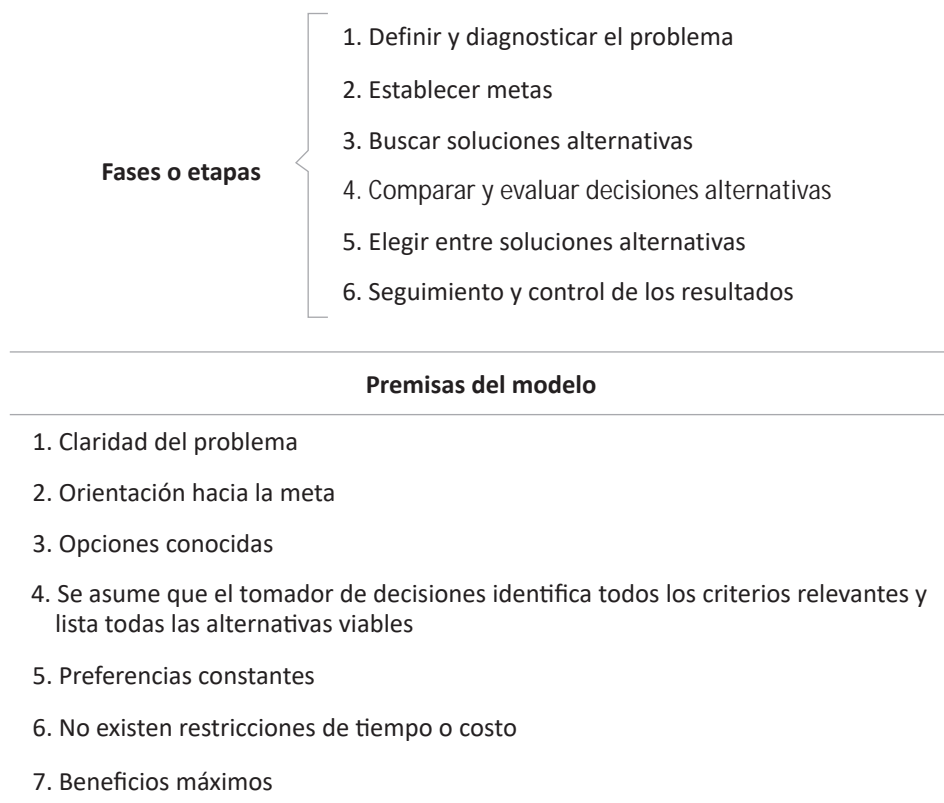 Fases o etapas
1. Definir y diagnosticar el problema
2. Establecer metas
3. Buscar soluciones alternativas
4. Comparar y evaluar decisiones alternativas
5. Elegir entre soluciones alternativas
6. Seguimiento y control de los resultados
Premisas del modelo
1. Claridad del problema
2. Orientación hacia la meta
3. Opciones conocidas
4. Se asume que el tomador de decisiones identifica todos los criterios relevantes y
lista todas las alternativas viables
5. Preferencias constantes
6. No existen restricciones de tiempo o costo
7. Beneficios máximos